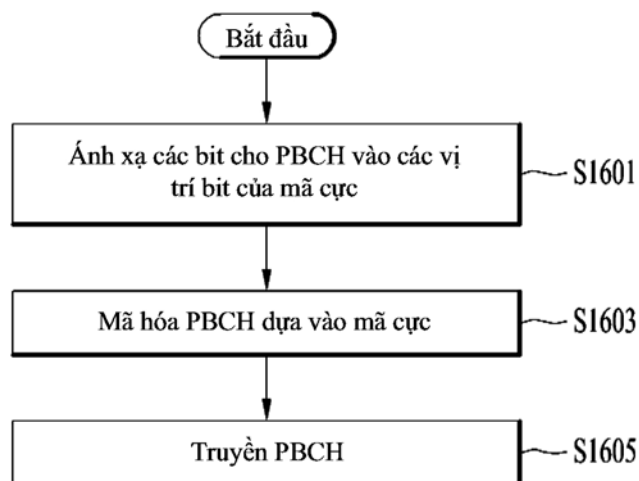 Bắt đầu
Ánh xạ các bit cho PBCH vào các vị
trí bit của mã cực
S1601
Mã hóa PBCH dựa vào mã cực
S1603
Truyền PBCH
S1605